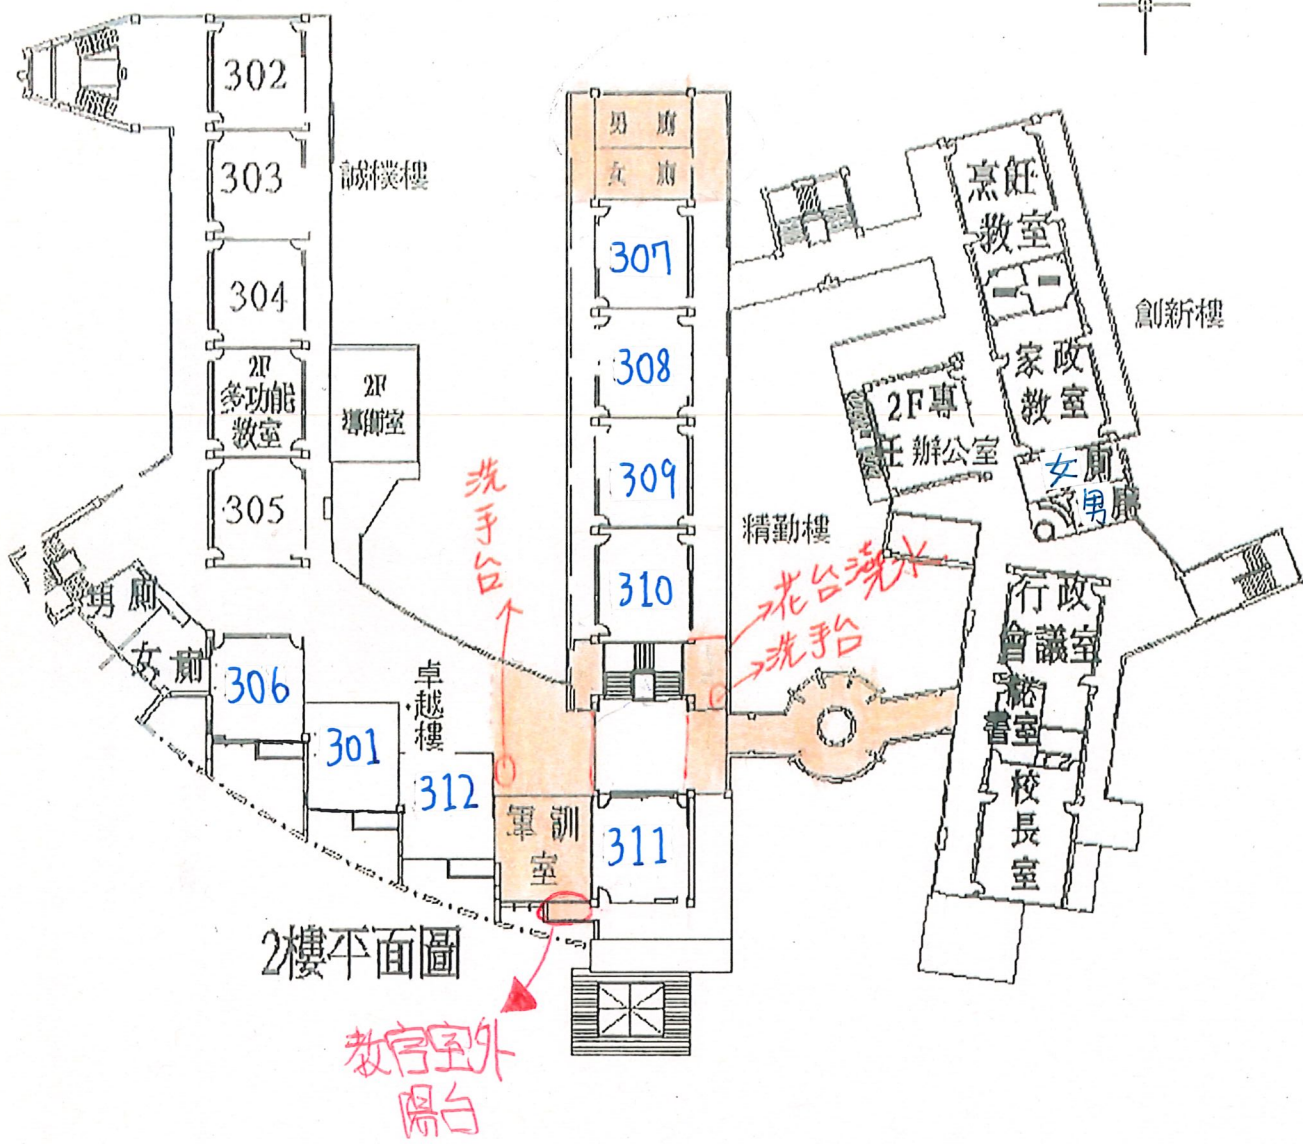 302
303
誠樸樓
304
2F
多功能
教室
2F
導師室
305
男 廁
女 廁
306
301
卓越樓
312
軍訓
室
311
男 廁
女 廁
307
308
309
310
精勤樓
洗手台
→花台澆水
→洗手台
烹飪
教室
創新樓
家政
教室
2F專
任辦公室
女廁
男廁
行政
會議室
秘
書室
校
長
室
2樓平面圖
教官室外
陽台